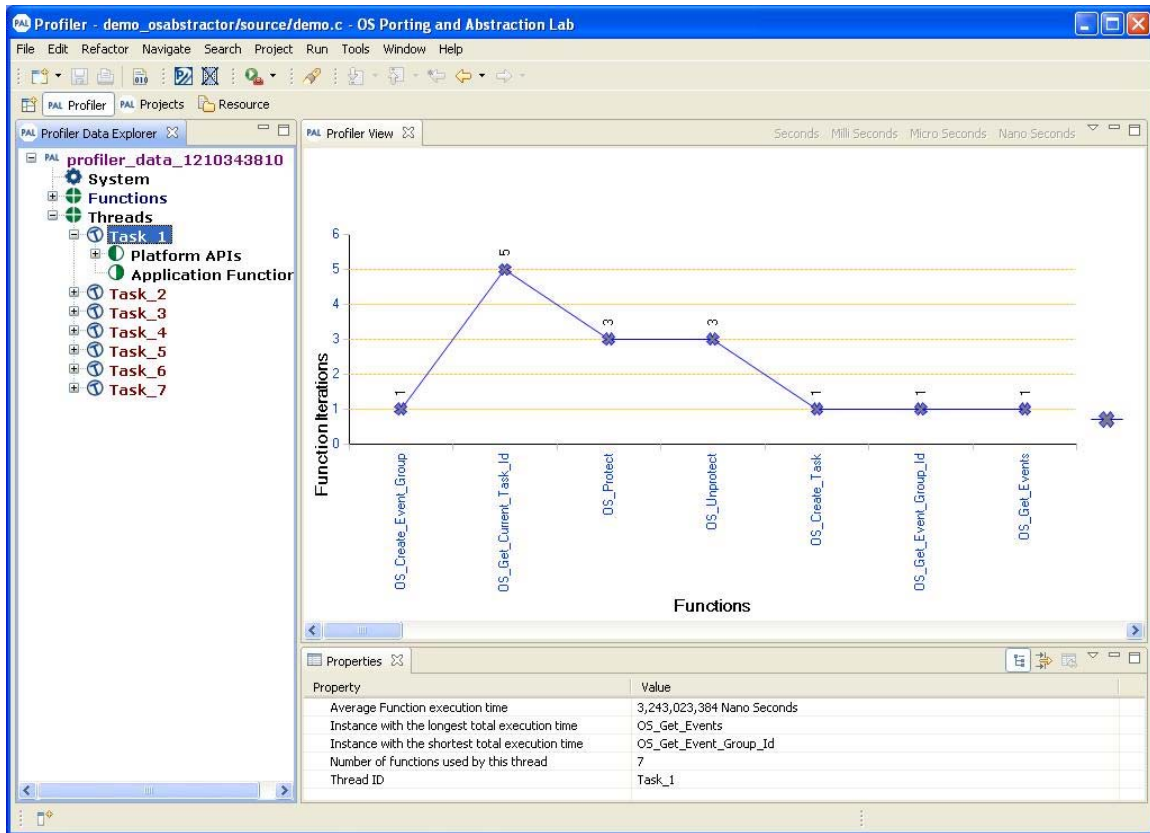 Profiler - demo_osabstractor/source/demo.c - OS Porting and Abstraction Lab
File Edit Refactor Navigate Search Project Run Tools Window Help
PAL Profiler PAL Projects Resource
PAL Profiler Data Explorer
PAL profiler_data_1210343810
System
Functions
Threads
Task_1
Platform APIs
Application Function
Task_2
Task_3
Task_4
Task_5
Task_6
Task_7
PAL Profiler View Seconds Milli Seconds Micro Seconds Nano Seconds
Function Iterations
6
5
4
3
2
1
0
1
5
3
3
1
1
1
OS_Create_Event_Group
OS_Get_Current_Task_Id
OS_Protect
OS_Unprotect
OS_Create_Task
OS_Get_Event_Group_Id
OS_Get_Events
Functions
Properties
Property Value
Average Function execution time 3,243,023,384 Nano Seconds
Instance with the longest total execution time OS_Get_Events
Instance with the shortest total execution time OS_Get_Event_Group_Id
Number of functions used by this thread 7
Thread ID Task_1